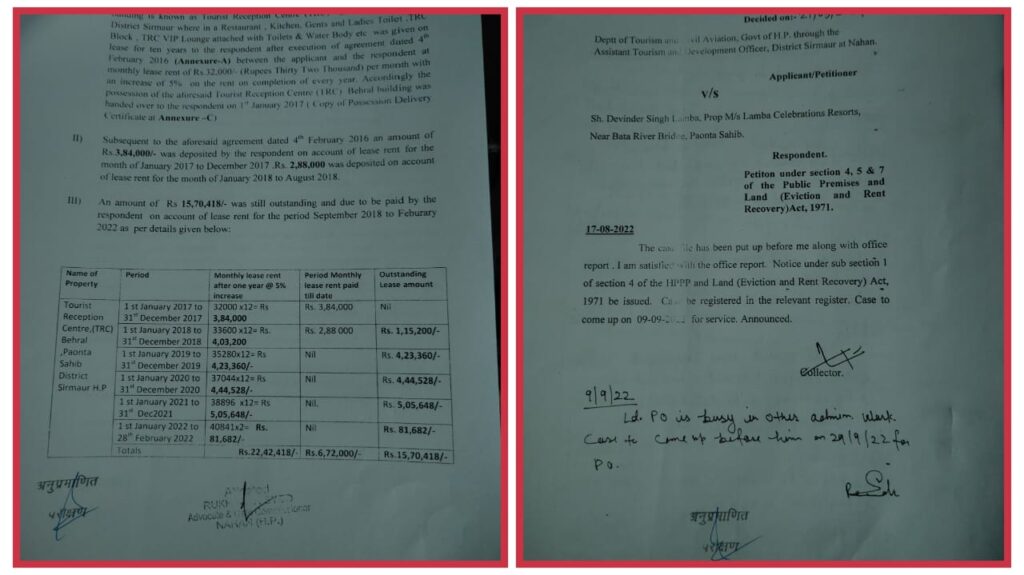 building is known as Tourist Reception Centre
District Sirmaur where in a Restaurant , Kitchen, Gents and Ladies Toilet ,TRC
Block , TRC VIP Lounge attached with Toilets & Water Body etc was given on
lease for ten years to the respondent after execution of agreement dated 4th
February 2016 (Annexure-A) between the applicant and the respondent at
monthly lease rent of Rs.32,000/- (Rupees Thirty Two Thousand) per month with
an increase of 5% on the rent on completion of every year. Accordingly the
possession of the aforesaid Tourist Reception Centre (TRC) Behral building was
handed over to the respondent on 1st January 2017 ( Copy of Possession Delivery
Certificate at Annexure –C)
II) Subsequent to the aforesaid agreement dated 4th February 2016 an amount of
Rs.3,84,000/- was deposited by the respondent on account of lease rent for the
month of January 2017 to December 2017 .Rs. 2,88,000 was deposited on account
of lease rent for the month of January 2018 to August 2018.
III) An amount of Rs 15,70,418/- was still outstanding and due to be paid by the
respondent on account of lease rent for the period September 2018 to Feburary
2022 as per details given below:
Name of Property | Period | Monthly lease rent after one year @ 5% increase | Period Monthly lease rent paid till date | Outstanding Lease amount
Tourist Reception Centre,(TRC) Behral ,Paonta Sahib District Sirmaur H.P | 1 st January 2017 to 31st December 2017 | 32000 x12= Rs 3,84,000 | Rs. 3,84,000 | Nil
1 st January 2018 to 31st December 2018 | 33600 x12= Rs. 4,03,200 | Rs. 2,88 000 | Rs. 1,15,200/-
1 st January 2019 to 31st December 2019 | 35280x12= Rs 4,23,360/- | Nil | Rs. 4,23,360/-
1 st January 2020 to 31st December 2020 | 37044x12= Rs 4,44,528/- | Nil | Rs. 4,44,528/-
1 st January 2021 to 31st Dec2021 | 38896 x12= Rs 5,05,648/- | Nil. | Rs. 5,05,648/-
1 st January 2022 to 28th February 2022 | 40841x2= Rs. 81,682/- | Nil | Rs. 81,682/-
Totals | Rs.22,42,418/- | Rs.6,72,000/- | Rs.15,70,418/-
अनुप्रमाणित
परीक्षण
Advocate &
NAHAN (H.P.)
Decided on:-
Deptt of Tourism and Civil Aviation, Govt of H.P. through the
Assistant Tourism and Development Officer, District Sirmaur at Nahan.
Applicant/Petitioner
V/s
Sh. Devinder Singh Lamba, Prop M/s Lamba Celebrations Resorts,
Near Bata River Bridge, Paonta Sahib.
Respondent.
Petiton under section 4, 5 & 7
of the Public Premises and
Land (Eviction and Rent
Recovery)Act, 1971.
17-08-2022
The case file has been put up before me along with office
report . I am satisfied with the office report. Notice under sub section 1
of section 4 of the HPPP and Land (Eviction and Rent Recovery) Act,
1971 be issued. Case be registered in the relevant register. Case to
come up on 09-09-2022 for service. Announced.
Collector.
9/9/22
Ld. PO is busy in other admin work.
Case to come up before him on 29/9/22 for
PO.
अनुप्रमाणित
परीक्षण